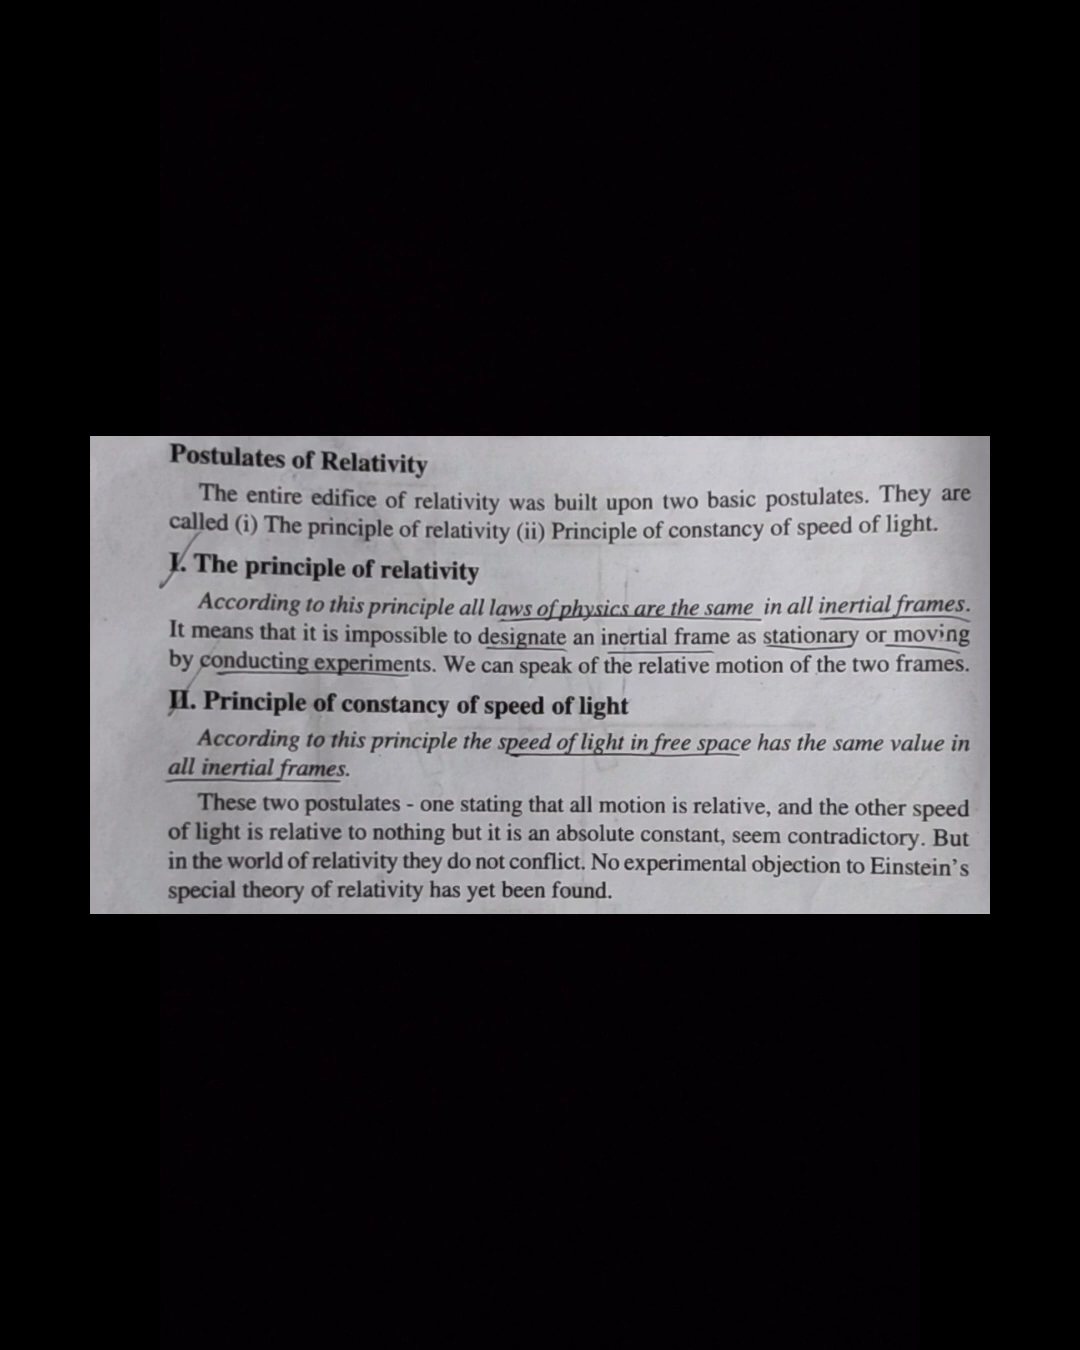 Postulates of Relativity
The entire edifice of relativity was built upon two basic postulates. They are
called (i) The principle of relativity (ii) Principle of constancy of speed of light.
I. The principle of relativity
According to this principle all laws of physics are the same in all inertial frames.
It means that it is impossible to designate an inertial frame as stationary or moving
by conducting experiments. We can speak of the relative motion of the two frames.
II. Principle of constancy of speed of light
According to this principle the speed of light in free space has the same value in
all inertial frames.
These two postulates - one stating that all motion is relative, and the other speed
of light is relative to nothing but it is an absolute constant, seem contradictory. But
in the world of relativity they do not conflict. No experimental objection to Einstein's
special theory of relativity has yet been found.